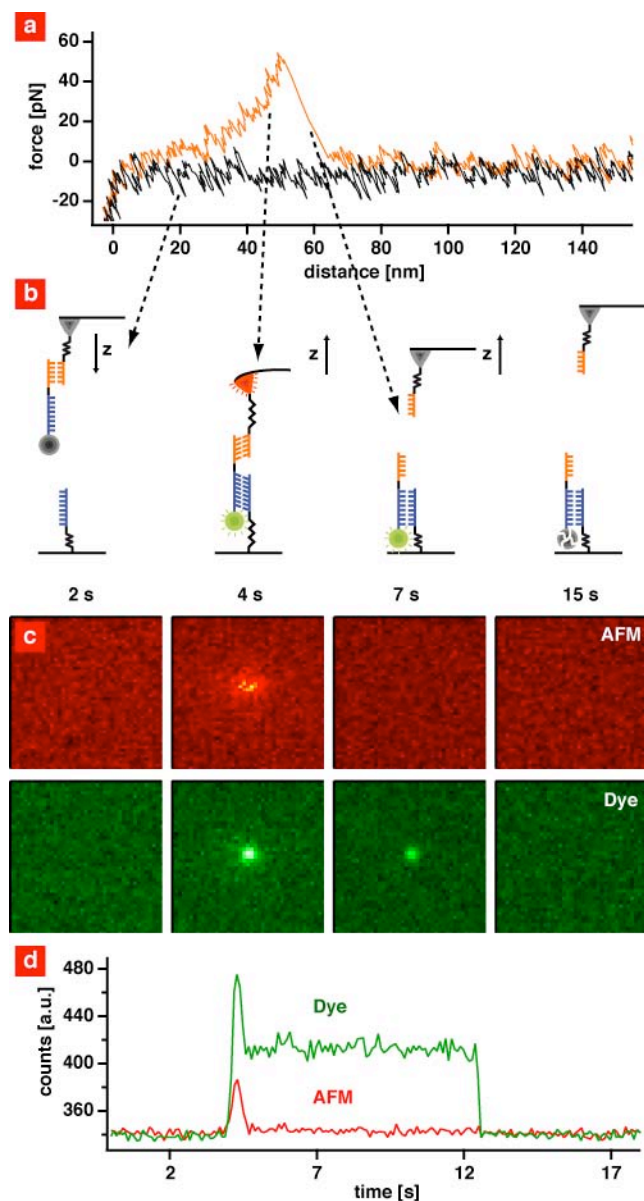 a
60
40
20
0
-20
force [pN]
0 20 40 60 80 100 120 140
distance [nm]
b
z
z
z
2 s 4 s 7 s 15 s
c
AFM
Dye
d
480
440
400
360
counts [a.u.]
Dye
AFM
2 7 12 17
time [s]